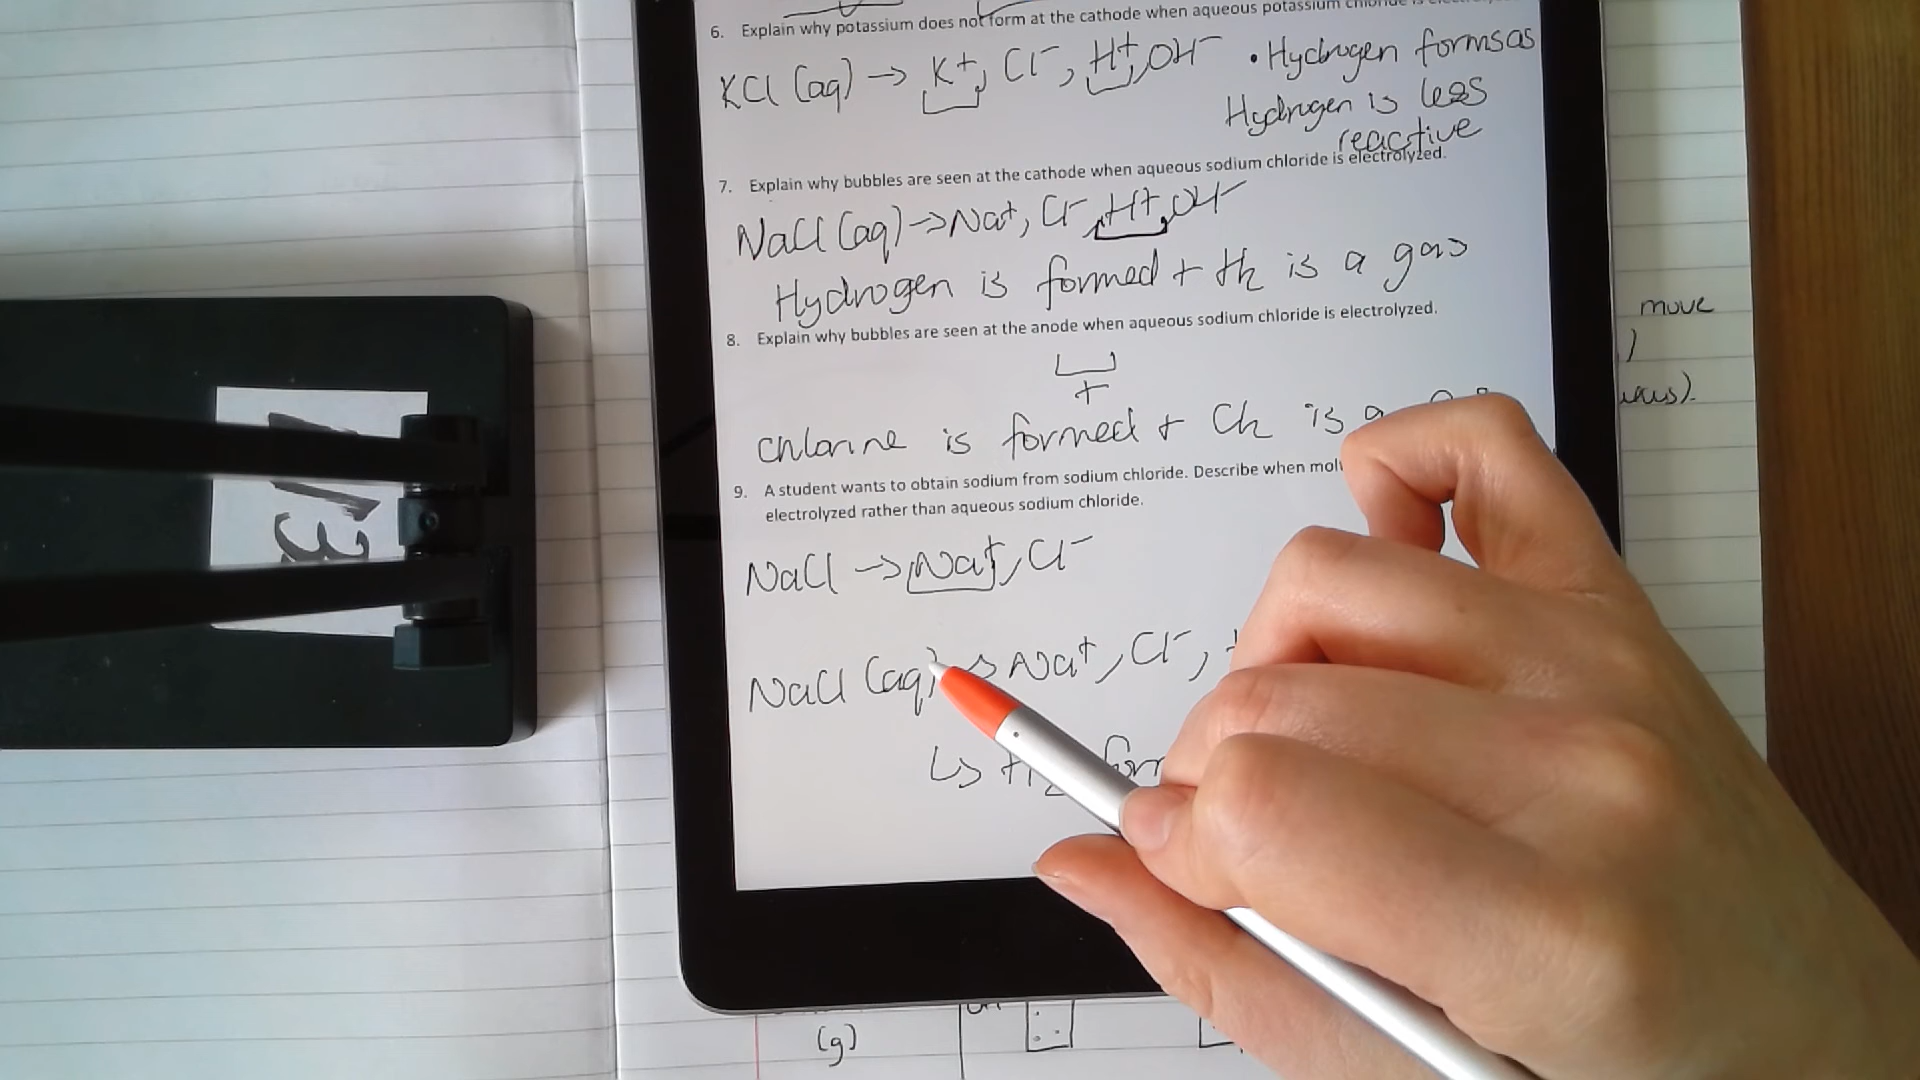 6. Explain why potassium does not form at the cathode when aqueous potassium chloride is
KCl (aq) → K+, Cl-, H+, OH- • Hydrogen forms as
Hydrogen is less
reactive
7. Explain why bubbles are seen at the cathode when aqueous sodium chloride is electrolyzed.
NaCl (aq) → Na+, Cl- H+, OH-
Hydrogen is formed + H2 is a gas
8. Explain why bubbles are seen at the anode when aqueous sodium chloride is electrolyzed.
+
chlorine is formed + Cl2 is a
9. A student wants to obtain sodium from sodium chloride. Describe when
electrolyzed rather than aqueous sodium chloride.
NaCl → Na+, Cl-
NaCl (aq) → Na+, Cl-,
↳ H2
move
(g)
13